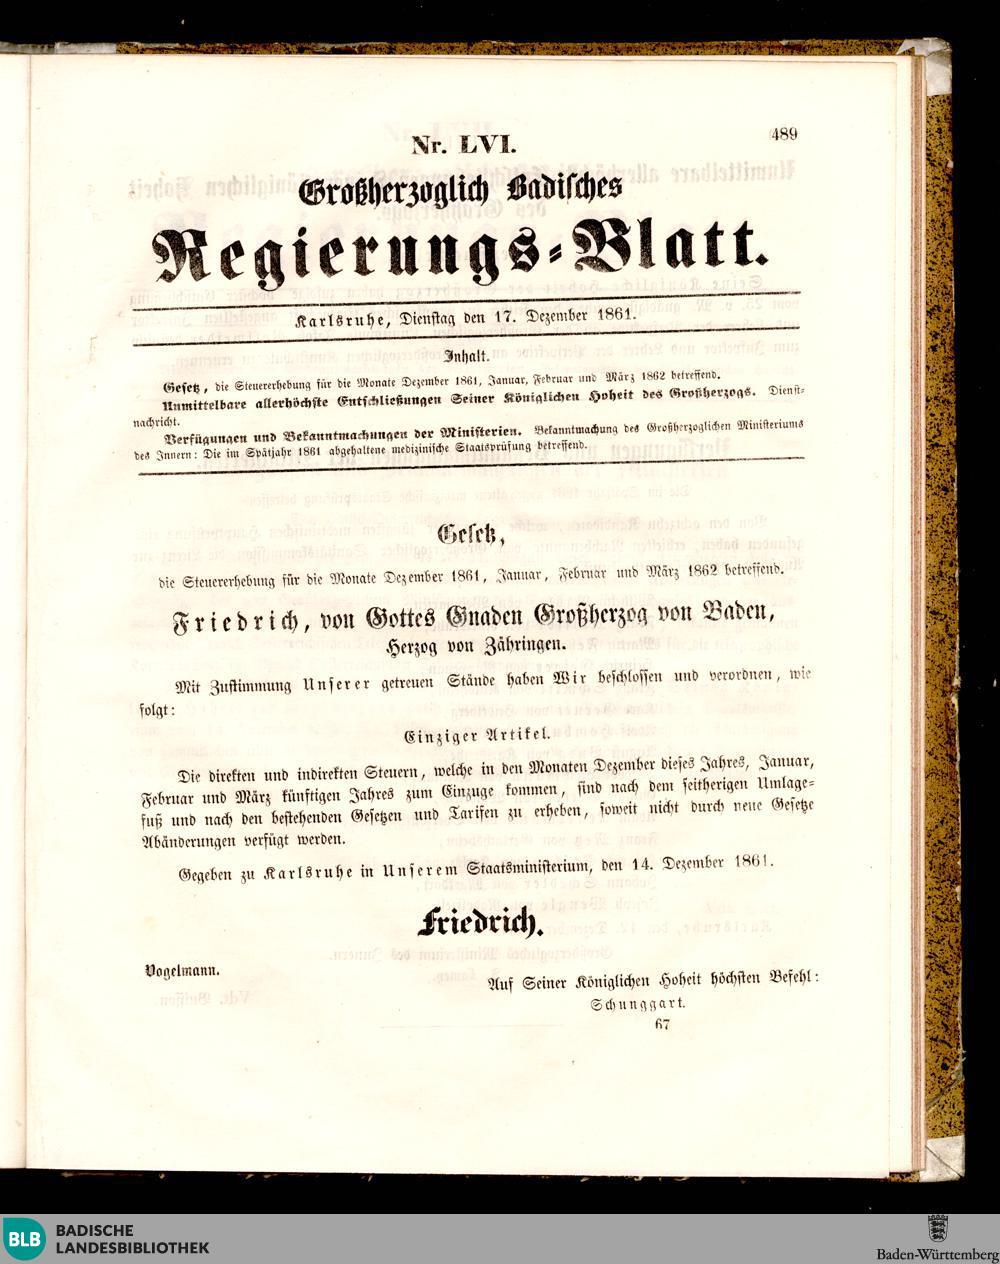 489
Nr. LVI.
Großherzoglich Badisches
Regierungs-Blatt.
Karlsruhe, Dienstag den 17. Dezember 1861.
Inhalt.
Gesetz, die Steuererhebung für die Monate Dezember 1861, Januar, Februar und März 1862 betreffend.
Unmittelbare allerhöchste Entschließungen Seiner Königlichen Hoheit des Großherzogs. Dienst-
nachricht.
Verfügungen und Bekanntmachungen der Ministerien. Bekanntmachung des Großherzoglichen Ministeriums
des Innern: Die im Spätjahr 1861 abgehaltene medizinische Staatsprüfung betreffend.
Gesetz,
die Steuererhebung für die Monate Dezember 1861, Januar, Februar und März 1862 betreffend.
Friedrich, von Gottes Gnaden Großherzog von Baden,
Herzog von Zähringen.
Mit Zustimmung Unserer getreuen Stände haben Wir beschlossen und verordnen, wie
folgt:
Einziger Artikel.
Die direkten und indirekten Steuern, welche in den Monaten Dezember dieses Jahres, Januar,
Februar und März künftigen Jahres zum Einzuge kommen, sind nach dem seitherigen Umlage-
fuß und nach den bestehenden Gesetzen und Tarifen zu erheben, soweit nicht durch neue Gesetze
Abänderungen verfügt werden.
Gegeben zu Karlsruhe in Unserem Staatsministerium, den 14. Dezember 1861.
Friedrich.
Vogelmann.
Auf Seiner Königlichen Hoheit höchsten Befehl:
Schunggart.
67
BLB BADISCHE
LANDESBIBLIOTHEK
Baden-Württemberg